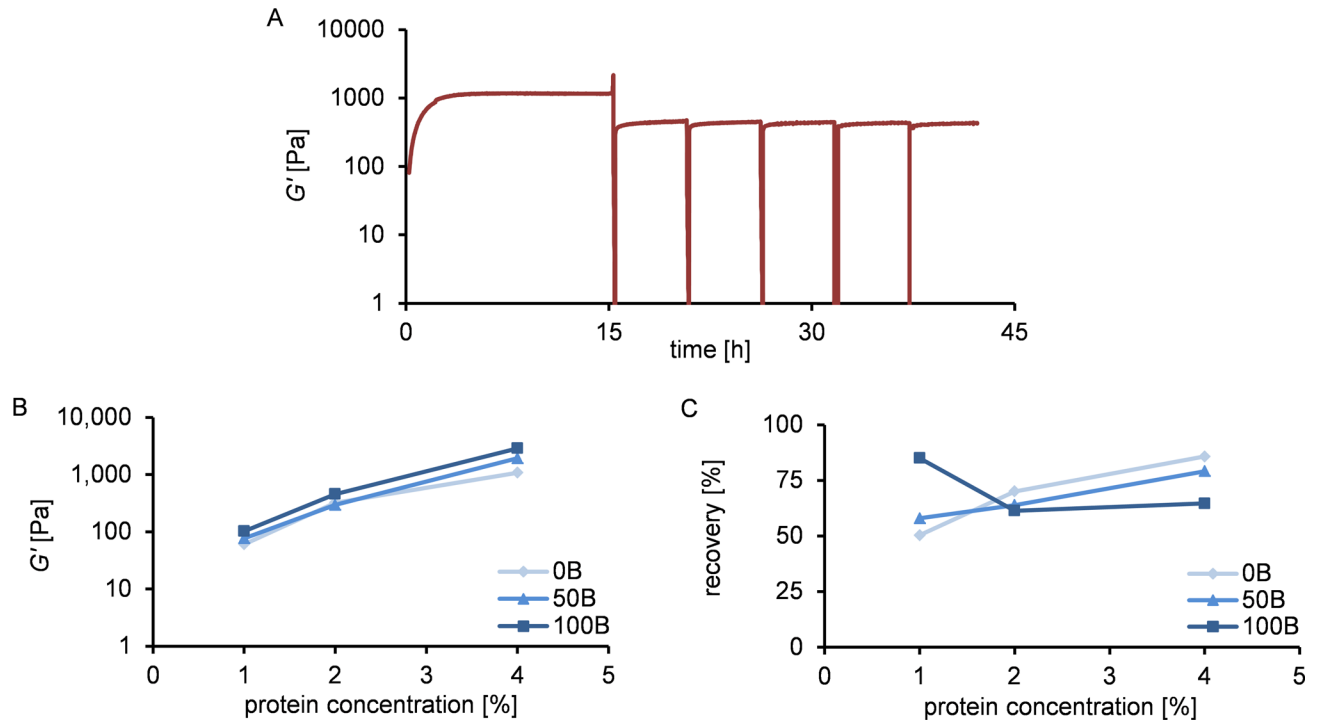 A
10000
1000
100
10
1
G′ [Pa]
0
15
30
45
time [h]
B
10,000
1,000
100
10
1
G′ [Pa]
0
1
2
3
4
5
protein concentration [%]
0B
50B
100B
C
100
75
50
25
0
recovery [%]
0
1
2
3
4
5
protein concentration [%]
0B
50B
100B